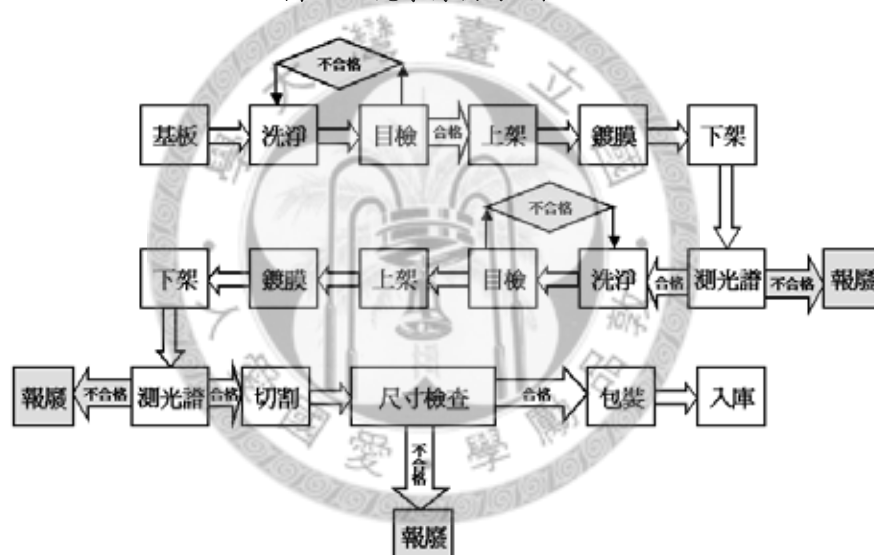 不合格
基板
洗淨
目檢
合格
上架
鍍膜
下架
不合格
下架
鍍膜
上架
目檢
洗淨
合格
測光譜
不合格
報廢
報廢
不合格
測光譜
合格
切割
尺寸檢查
合格
包裝
入庫
不合格
報廢